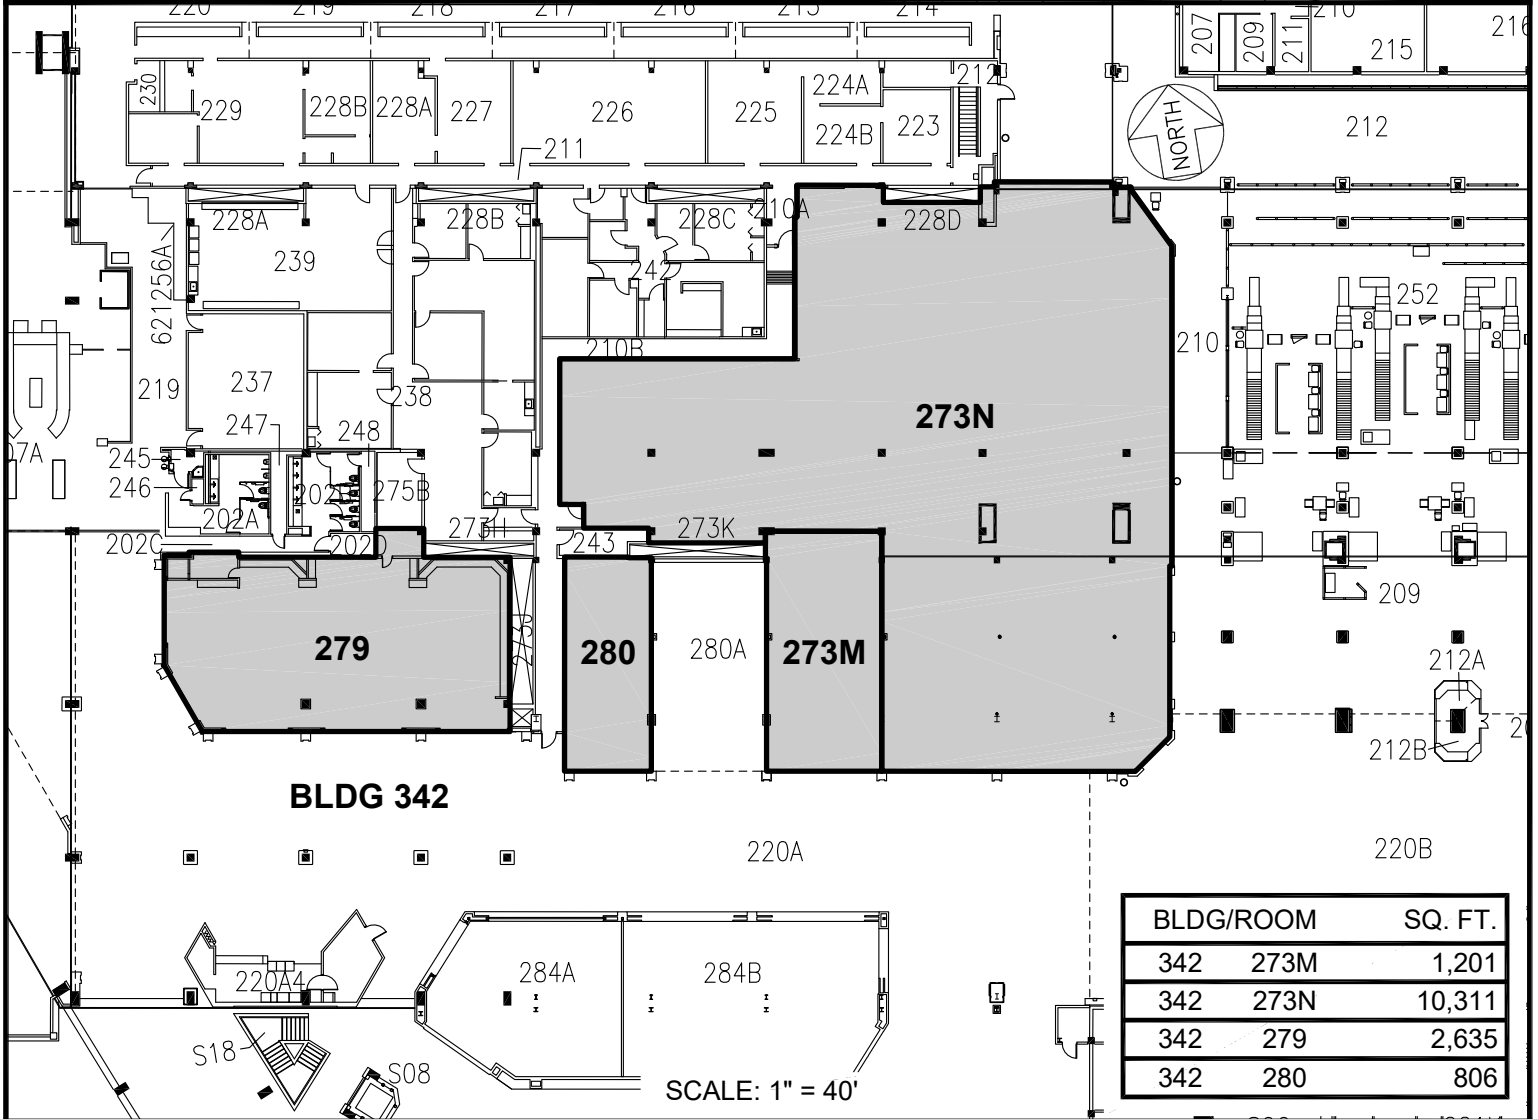 220 219 218 217 216 215 214
207 209 211 210 215 216
230 229 228B 228A 227 226 225 224A 224B 223 212
NORTH
212
211
228A 228B 228C 210A 228D
239 242
621256A
252
210B 210
219 237 238
273N
247 248
07A 245
246 202A 202 275B
202C 202D 273H 243 273K
209
279 280 280A 273M
212A
212B 20
BLDG 342
220A 220B
BLDG/ROOM SQ. FT.
342 273M 1,201
342 273N 10,311
342 279 2,635
342 280 806
220A4 284A 284B
S18 S08
SCALE: 1" = 40'